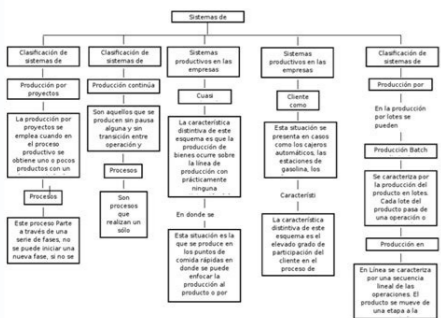 Sistemas de
Clasificación de
sistemas de
Producción por
proyectos
La producción por
proyectos se
emplea cuando en
el proceso
productivo se
obtiene uno o pocos
productos con un
Procesos
Este proceso Parte
a través de una
serie de fases, no
se puede iniciar una
nueva fase, si no se
Clasificación de
sistemas de
Producción continúa
Son aquellos que se
producen sin pausa
alguna y sin
transición entre
operación y
Procesos
Son
procesos
que
realizan un
sólo
Sistemas
productivos en las
empresas
Cuasi
La característica
distintiva de este
esquema es que la
producción de
bienes ocurre sobre
la línea de
producción con
prácticamente
ninguna
En donde se
Esta situación es la
que se produce en
los puntos de
comida rápidas en
donde se puede
enfocar la
producción al
producto o por
Sistemas
productivos en las
empresas
Cliente
como
Esta situación se
presenta en casos
como los cajeros
automáticos, las
estaciones de
gasolina, los
Característi
La característica
distintiva de este
esquema es el
elevado grado de
participación del
cliente en el
proceso de
Clasificación de
sistemas de
Producción por
En la producción
por lotes se
pueden
Producción Batch
Se caracteriza por
la producción del
producto en lotes.
Cada lote del
producto pasa de
una operación o
Producción en
En Línea se caracteriza
por una secuencia
lineal de las
operaciones. El
producto se mueve de
una etapa a la